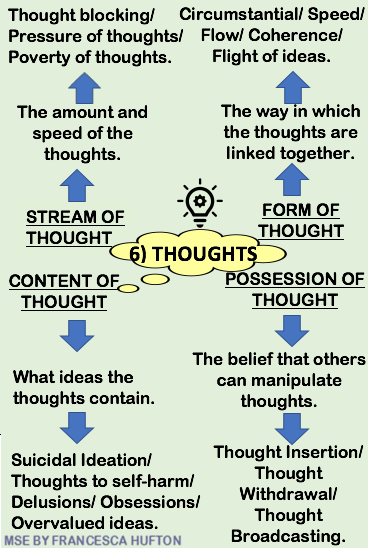 Thought blocking/
Pressure of thoughts/
Poverty of thoughts.
The amount and
speed of the
thoughts.
STREAM OF
THOUGHT
Circumstantial/ Speed/
Flow/ Coherence/
Flight of ideas.
The way in which
the thoughts are
linked together.
FORM OF
THOUGHT
6) THOUGHTS
CONTENT OF
THOUGHT
What ideas the
thoughts contain.
Suicidal Ideation/
Thoughts to self-harm/
Delusions/ Obsessions/
Overvalued ideas.
POSSESSION OF
THOUGHT
The belief that others
can manipulate
thoughts.
Thought Insertion/
Thought
Withdrawal/
Thought
Broadcasting.
MSE BY FRANCESCA HUFTON